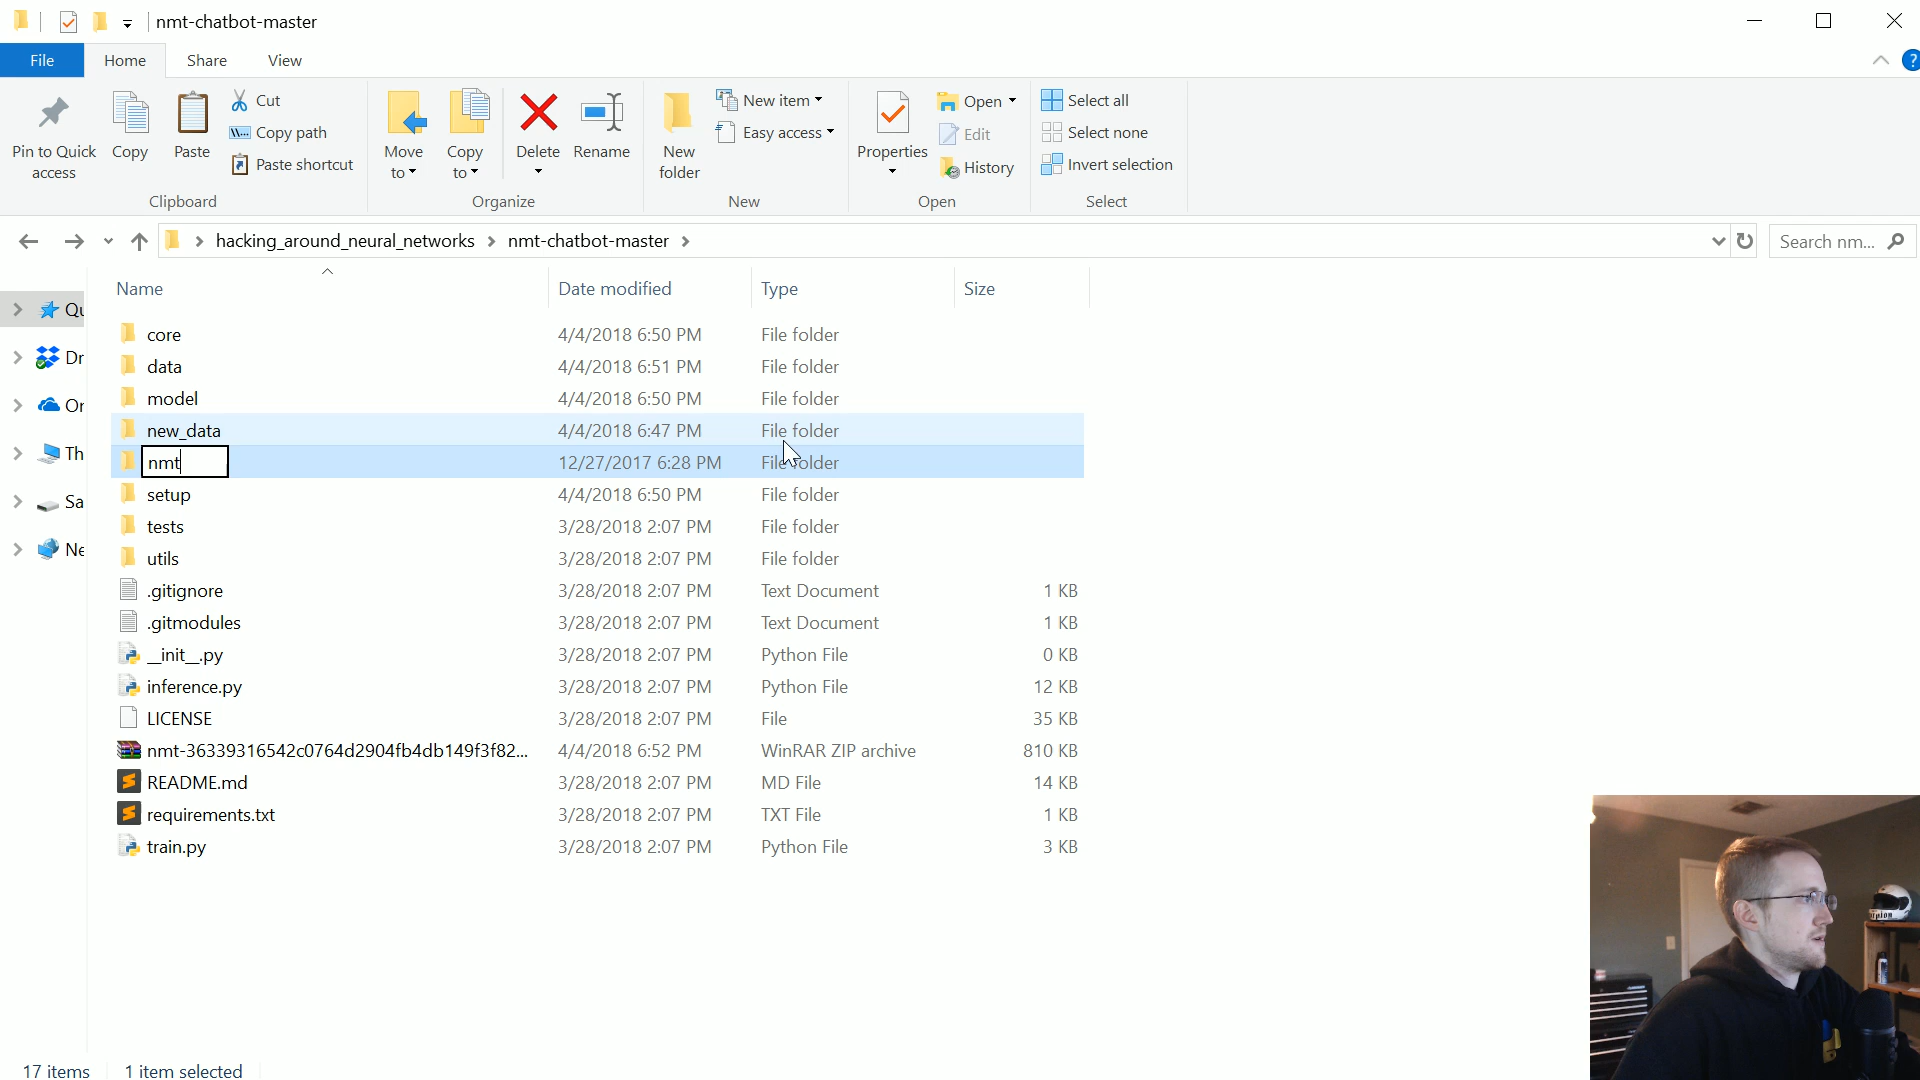 nmt-chatbot-master
File Home Share View
Pin to Quick access
Copy
Paste
Cut
Copy path
Paste shortcut
Clipboard
Move to
Copy to
Delete
Rename
Organize
New folder
New item
Easy access
New
Properties
Open
Edit
History
Open
Select all
Select none
Invert selection
Select
hacking_around_neural_networks nmt-chatbot-master
Search nm...
Name Date modified Type Size
Qu
Dr
Or
Th
Sa
Ne
core 4/4/2018 6:50 PM File folder
data 4/4/2018 6:51 PM File folder
model 4/4/2018 6:50 PM File folder
new_data 4/4/2018 6:47 PM File folder
nmt 12/27/2017 6:28 PM File folder
setup 4/4/2018 6:50 PM File folder
tests 3/28/2018 2:07 PM File folder
utils 3/28/2018 2:07 PM File folder
.gitignore 3/28/2018 2:07 PM Text Document 1 KB
.gitmodules 3/28/2018 2:07 PM Text Document 1 KB
__init__.py 3/28/2018 2:07 PM Python File 0 KB
inference.py 3/28/2018 2:07 PM Python File 12 KB
LICENSE 3/28/2018 2:07 PM File 35 KB
nmt-36339316542c0764d2904fb4db149f3f82... 4/4/2018 6:52 PM WinRAR ZIP archive 810 KB
README.md 3/28/2018 2:07 PM MD File 14 KB
requirements.txt 3/28/2018 2:07 PM TXT File 1 KB
train.py 3/28/2018 2:07 PM Python File 3 KB
17 items 1 item selected